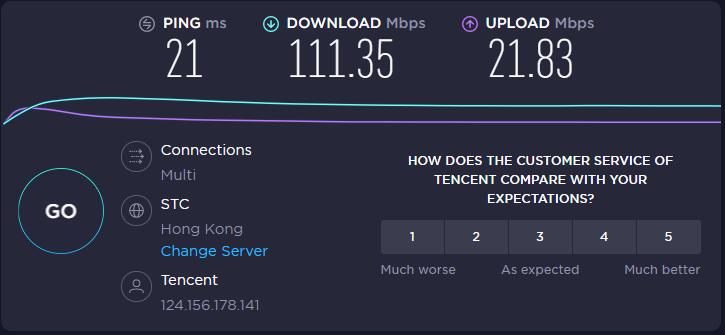 PING ms
21
DOWNLOAD Mbps
111.35
UPLOAD Mbps
21.83
GO
Connections
Multi
STC
Hong Kong
Change Server
Tencent
124.156.178.141
HOW DOES THE CUSTOMER SERVICE OF
TENCENT COMPARE WITH YOUR
EXPECTATIONS?
1 2 3 4 5
Much worse As expected Much better